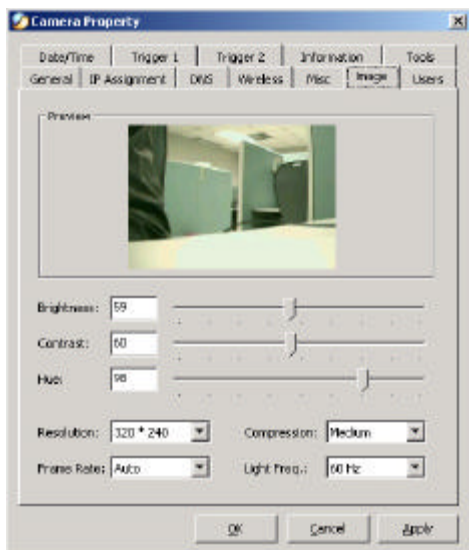 Camera Property
Date/Time Trigger 1 Trigger 2 Information Tools
General IP Assignment DNS Wireless Misc Image Users
Preview
Brightness: 59
Contrast: 60
Hue: 98
Resolution: 320 * 240 Compression: Medium
Frame Rate: Auto Light Freq.: 60 Hz
OK Cancel Apply